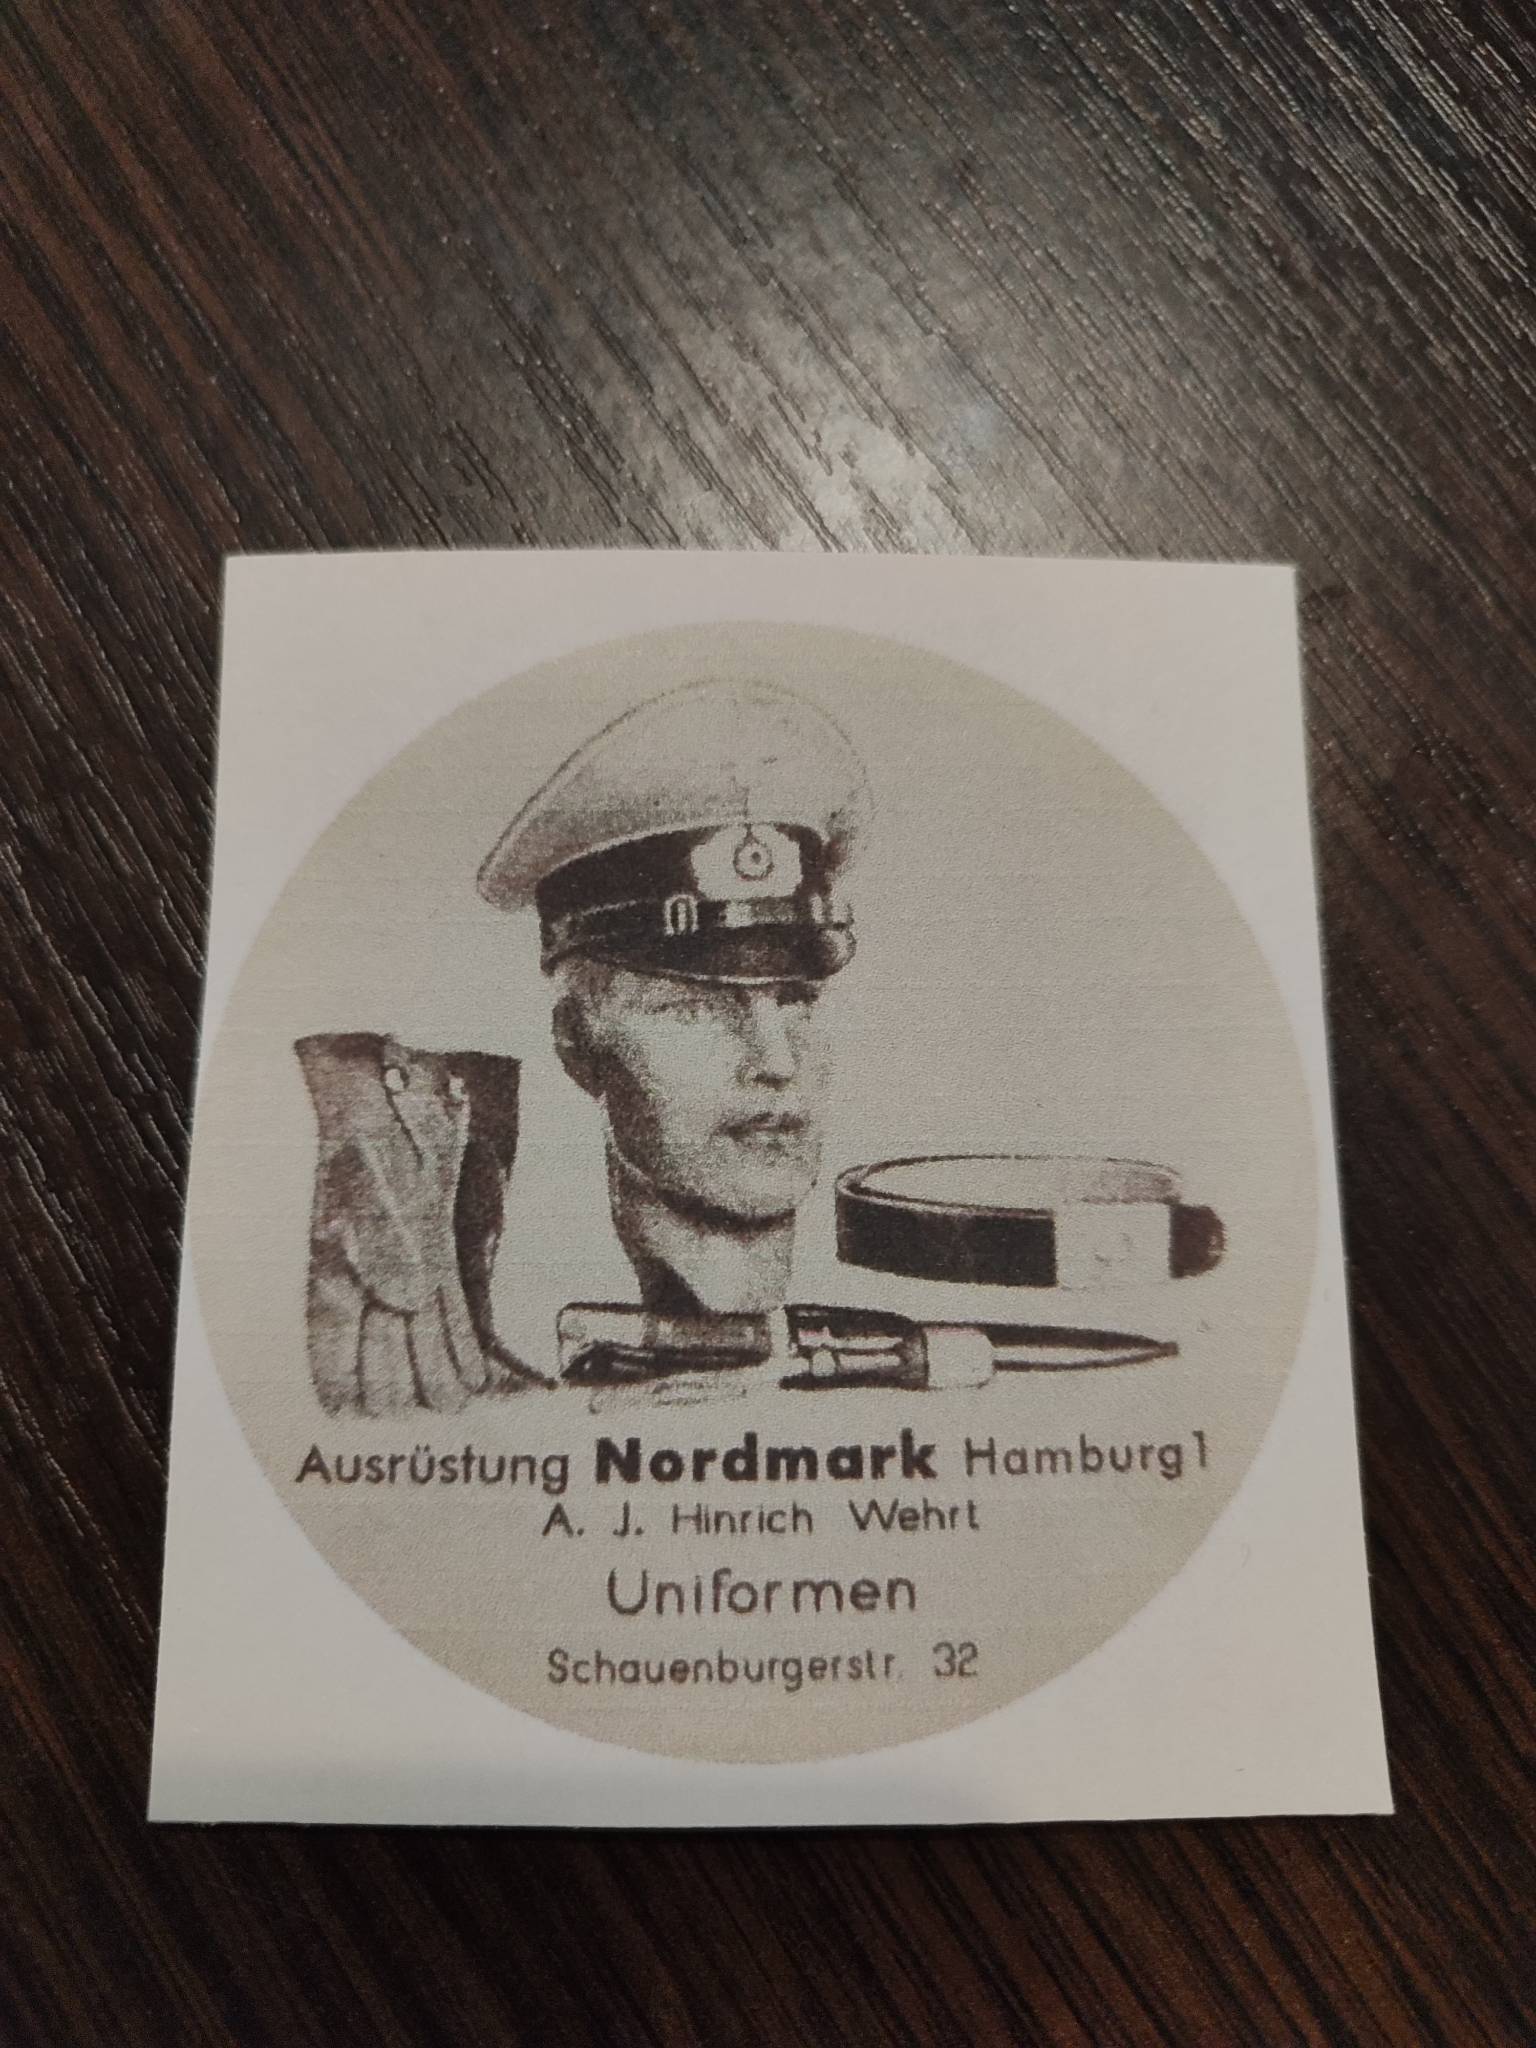 Ausrüstung Nordmark Hamburg 1
A. J. Hinrich Wehrt
Uniformen
Schauenburgerstr. 32